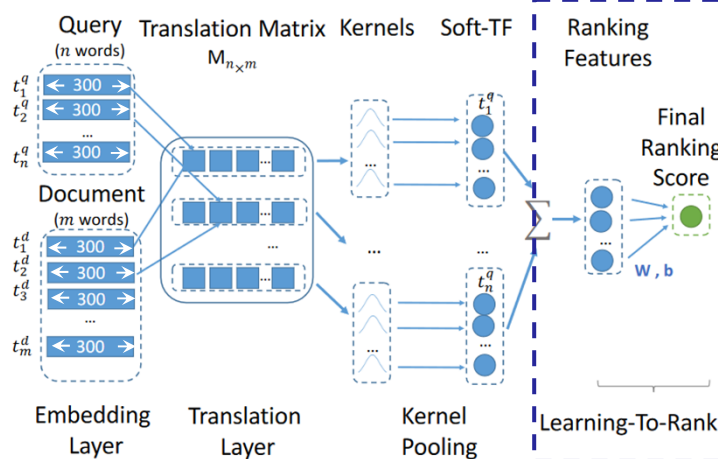 Query
(n words)
t_1^q 300
t_2^q 300
...
t_n^q 300
Document
(m words)
t_1^d 300
t_2^d 300
t_3^d 300
...
t_m^d 300
Embedding
Layer
Translation Matrix
M_{n×m}
...
...
...
...
Translation
Layer
Kernels
...
...
...
Soft-TF
t_1^q
...
...
t_n^q
...
Kernel
Pooling
Σ
Ranking
Features
...
W , b
Final
Ranking
Score
Learning-To-Rank